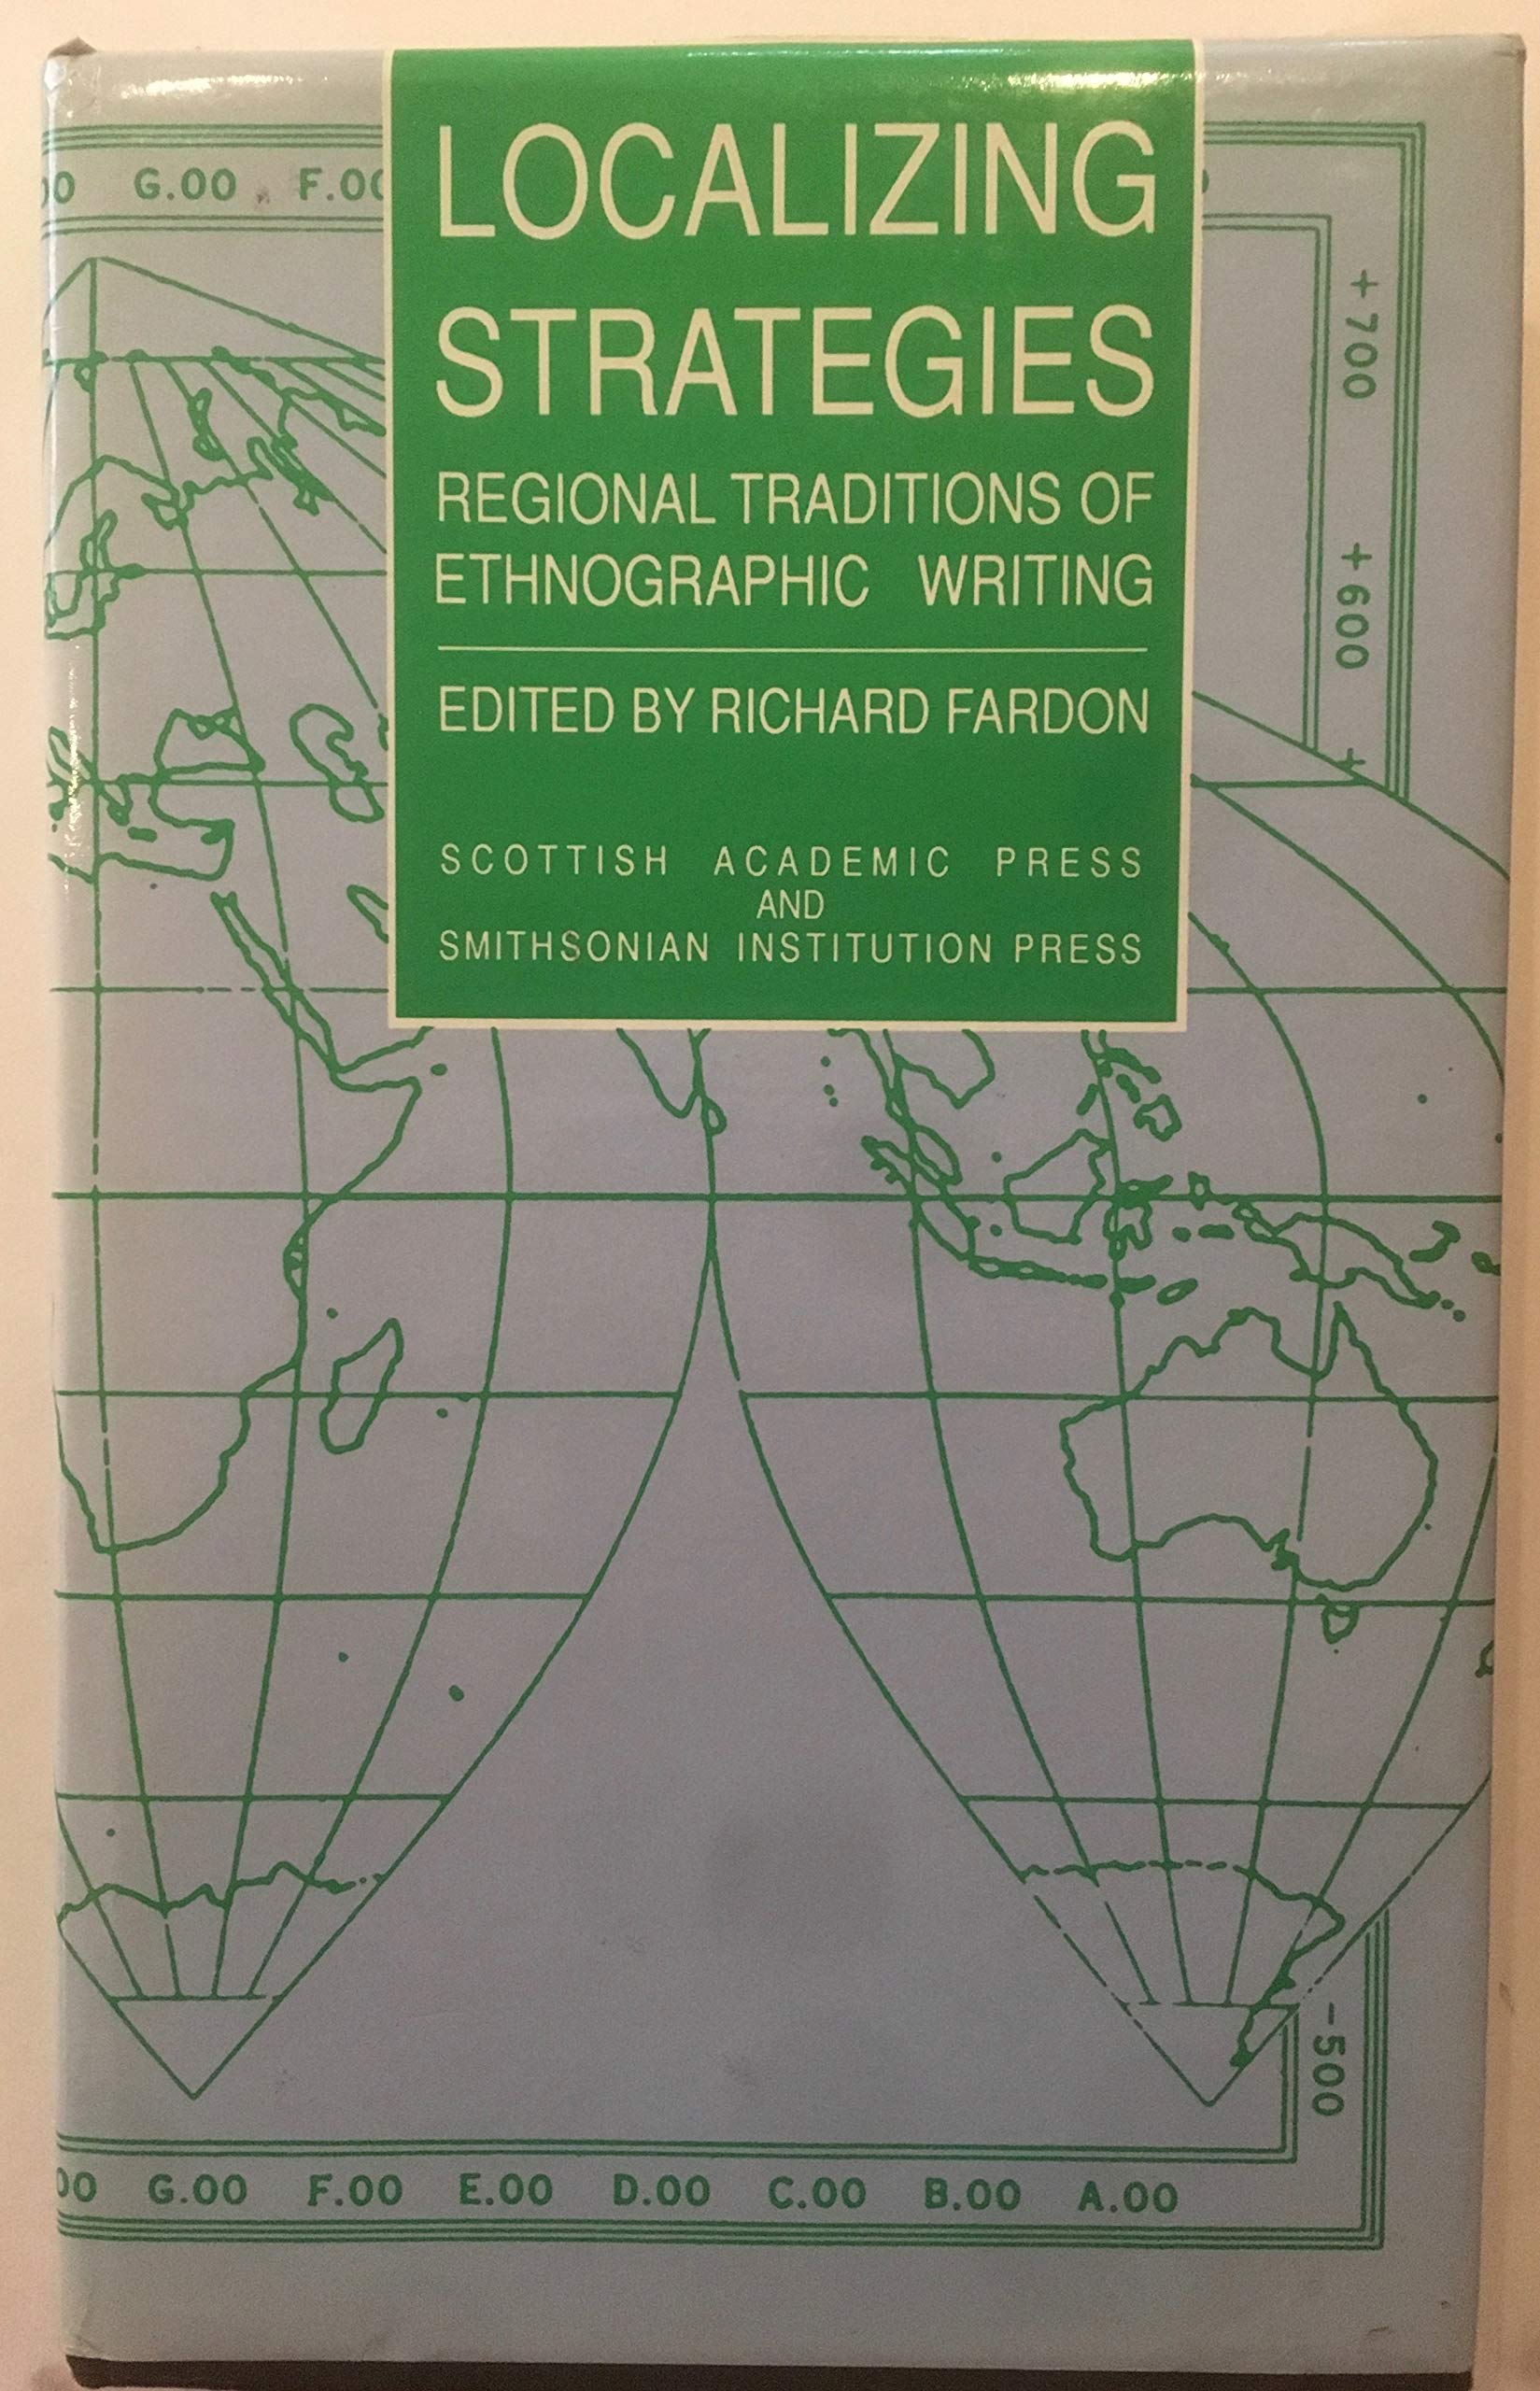 LOCALIZING
STRATEGIES
REGIONAL TRADITIONS OF
ETHNOGRAPHIC WRITING
EDITED BY RICHARD FARDON
SCOTTISH ACADEMIC PRESS
AND
SMITHSONIAN INSTITUTION PRESS
G.00
+700
+600
-500
G.00 F.00 E.00 D.00 C.00 B.00 A.00